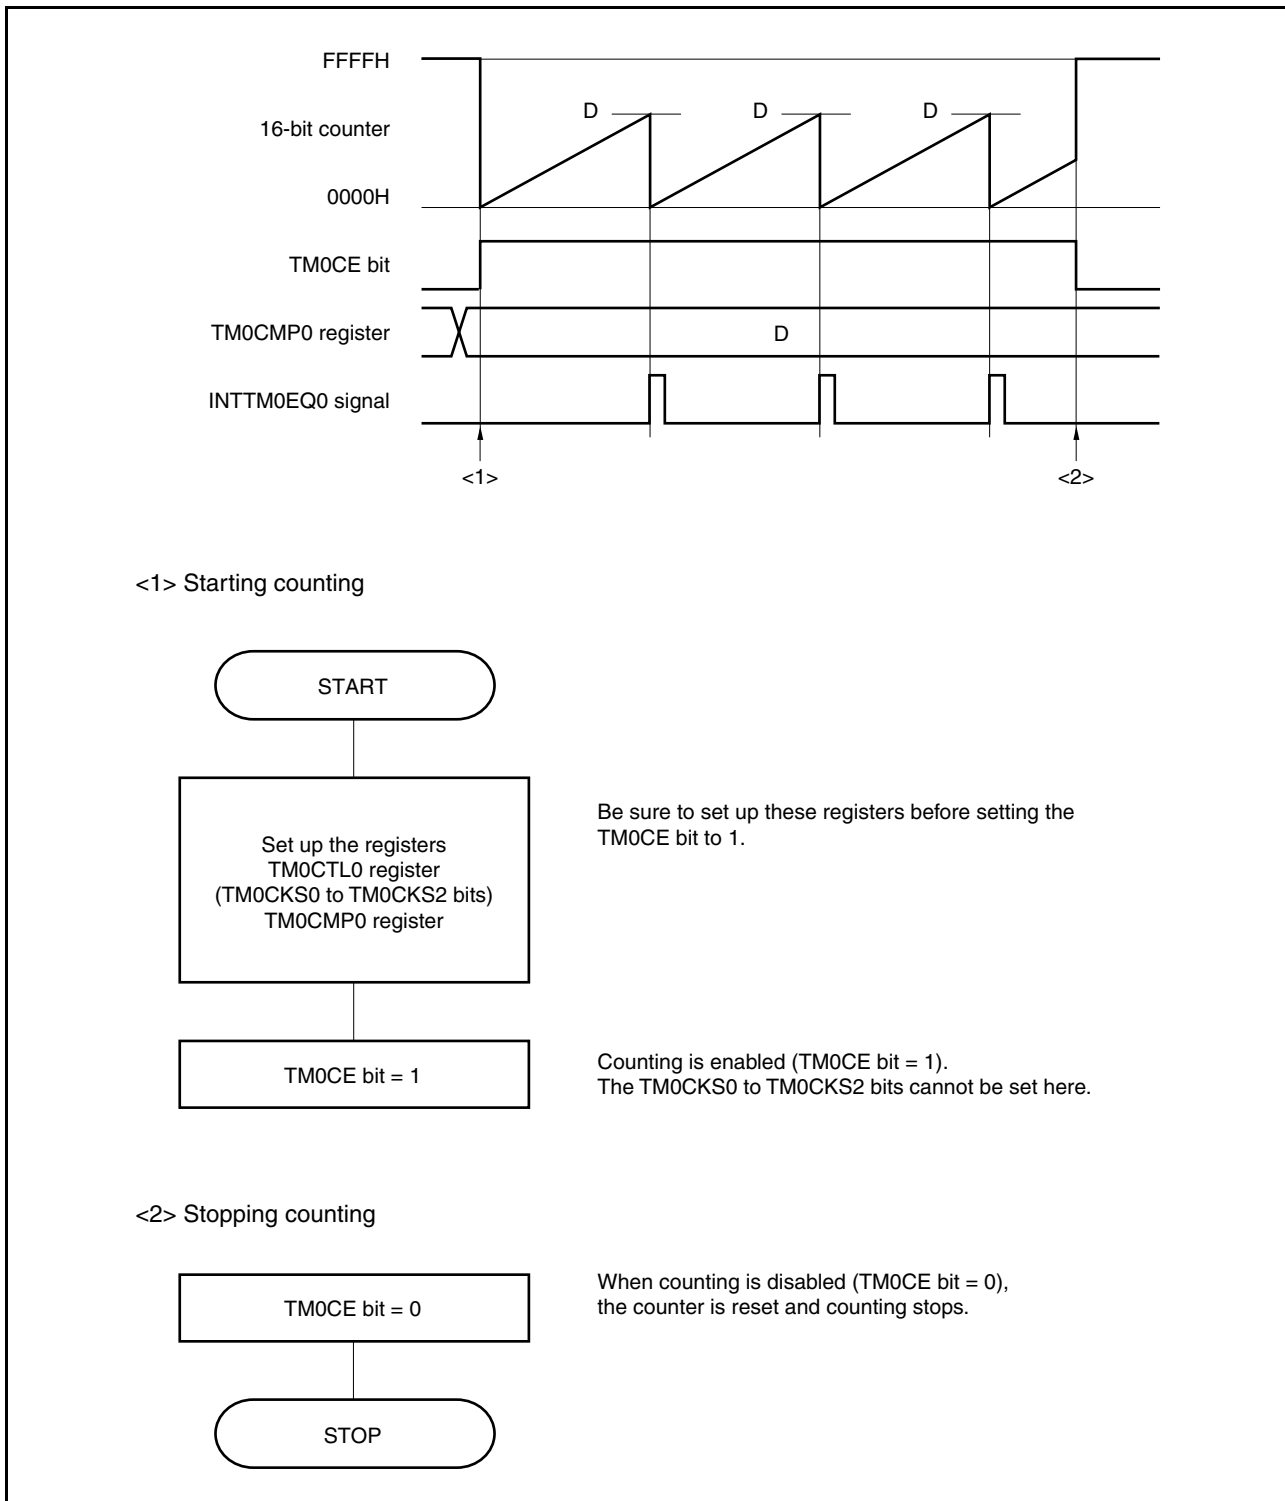 FFFFH
D D D
16-bit counter
0000H
TM0CE bit
TM0CMP0 register
D
INTTM0EQ0 signal
<1> <2>
<1> Starting counting
START
Set up the registers
TM0CTL0 register
(TM0CKS0 to TM0CKS2 bits)
TM0CMP0 register
Be sure to set up these registers before setting the
TM0CE bit to 1.
TM0CE bit = 1
Counting is enabled (TM0CE bit = 1).
The TM0CKS0 to TM0CKS2 bits cannot be set here.
<2> Stopping counting
TM0CE bit = 0
When counting is disabled (TM0CE bit = 0),
the counter is reset and counting stops.
STOP